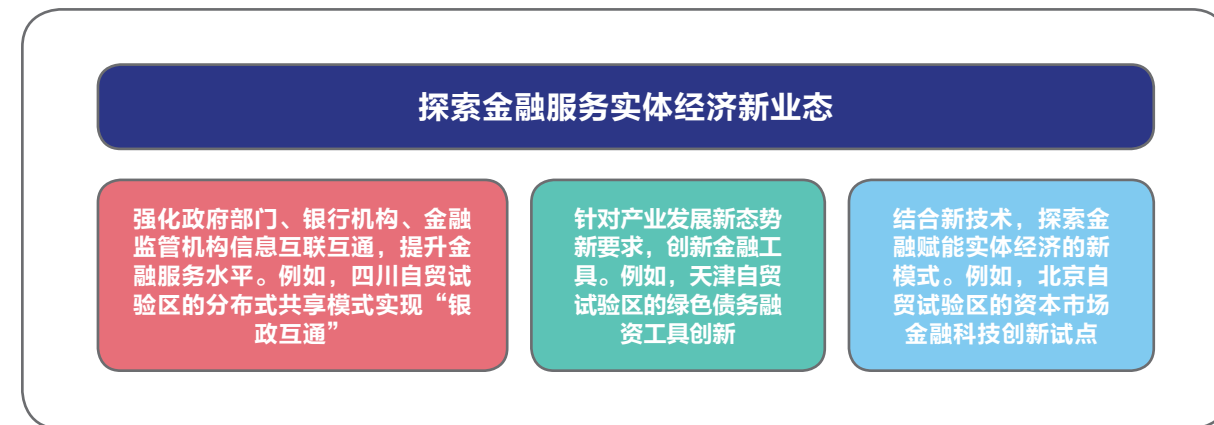 探索金融服务实体经济新业态
强化政府部门、银行机构、金融
监管机构信息互联互通，提升金
融服务水平。例如，四川自贸试
验区的分布式共享模式实现“银
政互通”
针对产业发展新态势
新要求，创新金融工
具。例如，天津自贸
试验区的绿色债务融
资工具创新
结合新技术，探索金
融赋能实体经济的新
模式。例如，北京自
贸试验区的资本市场
金融科技创新试点